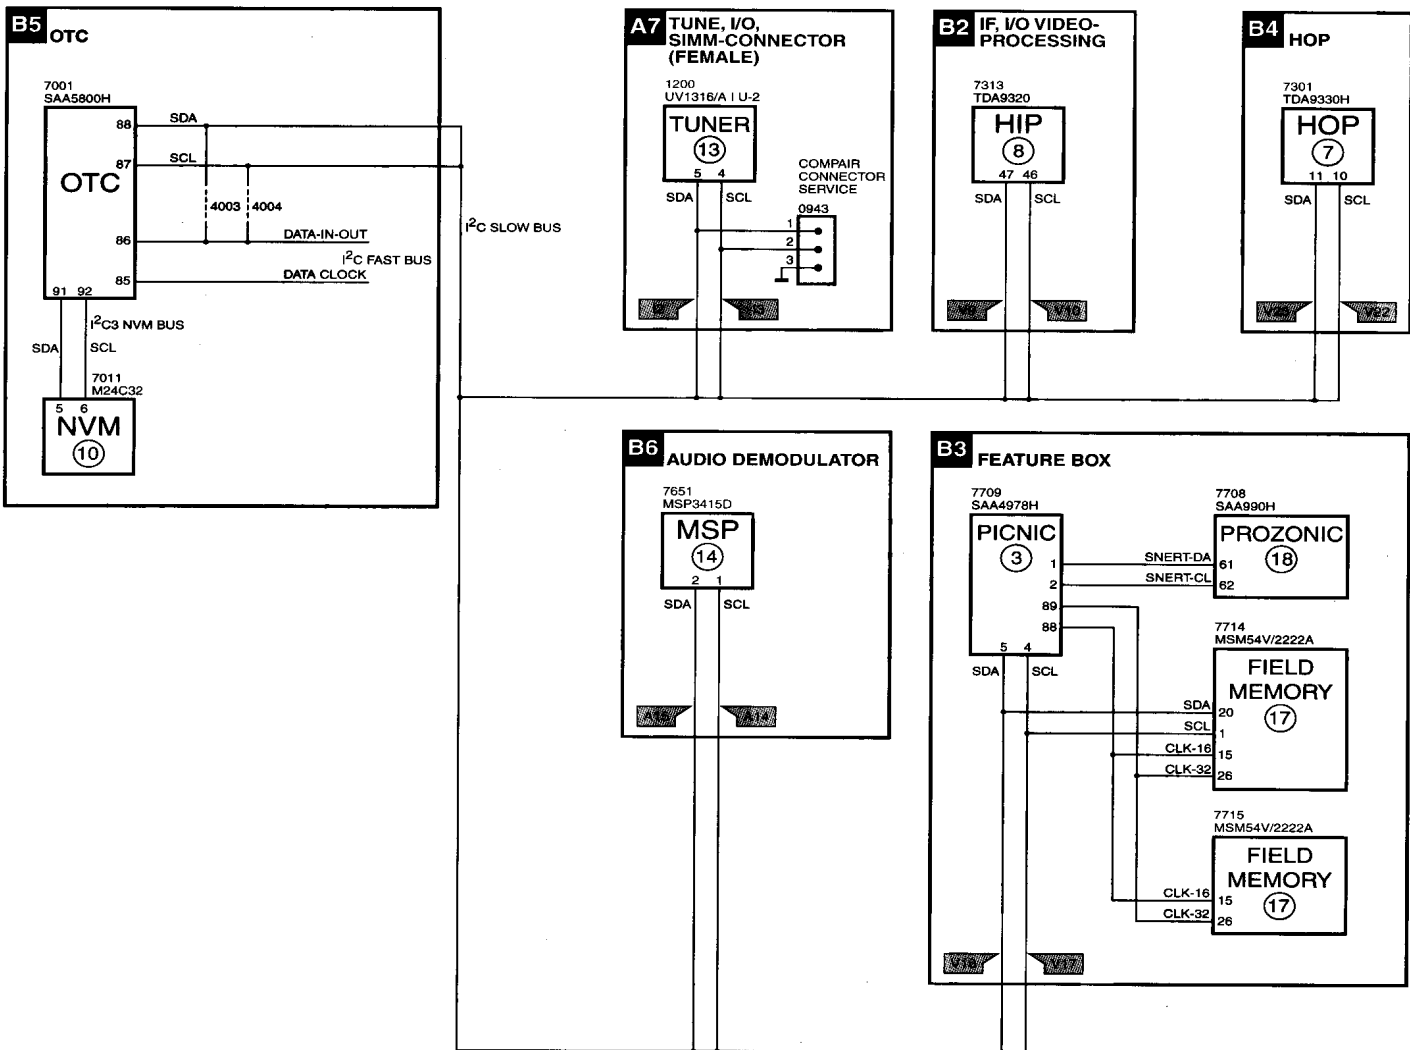 B5 OTC
7001
SAA5800H
OTC
88
SDA
87
SCL
4003
4004
86
DATA-IN-OUT
I²C FAST BUS
85
DATA CLOCK
I²C SLOW BUS
91 92
I²C3 NVM BUS
SDA
SCL
7011
M24C32
5 6
NVM
10
A7 TUNE, I/O,
SIMM-CONNECTOR
(FEMALE)
1200
UV1316/A I U-2
TUNER
13
5 4
SDA
SCL
COMPAIR
CONNECTOR
SERVICE
0943
1
2
3
B2 IF, I/O VIDEO-
PROCESSING
7313
TDA9320
HIP
8
47 46
SDA
SCL
V10
B4 HOP
7301
TDA9330H
HOP
7
11 10
SDA
SCL
V22
B6 AUDIO DEMODULATOR
7651
MSP3415D
MSP
14
2 1
SDA
SCL
A15
A14
B3 FEATURE BOX
7709
SAA4978H
PICNIC
3
1
2
89
88
5 4
SDA
SCL
7708
SAA990H
PROZONIC
18
SNERT-DA
61
SNERT-CL
62
7714
MSM54V/2222A
FIELD
MEMORY
17
SDA
20
SCL
1
CLK-16
15
CLK-32
26
7715
MSM54V/2222A
FIELD
MEMORY
17
CLK-16
15
CLK-32
26
V17